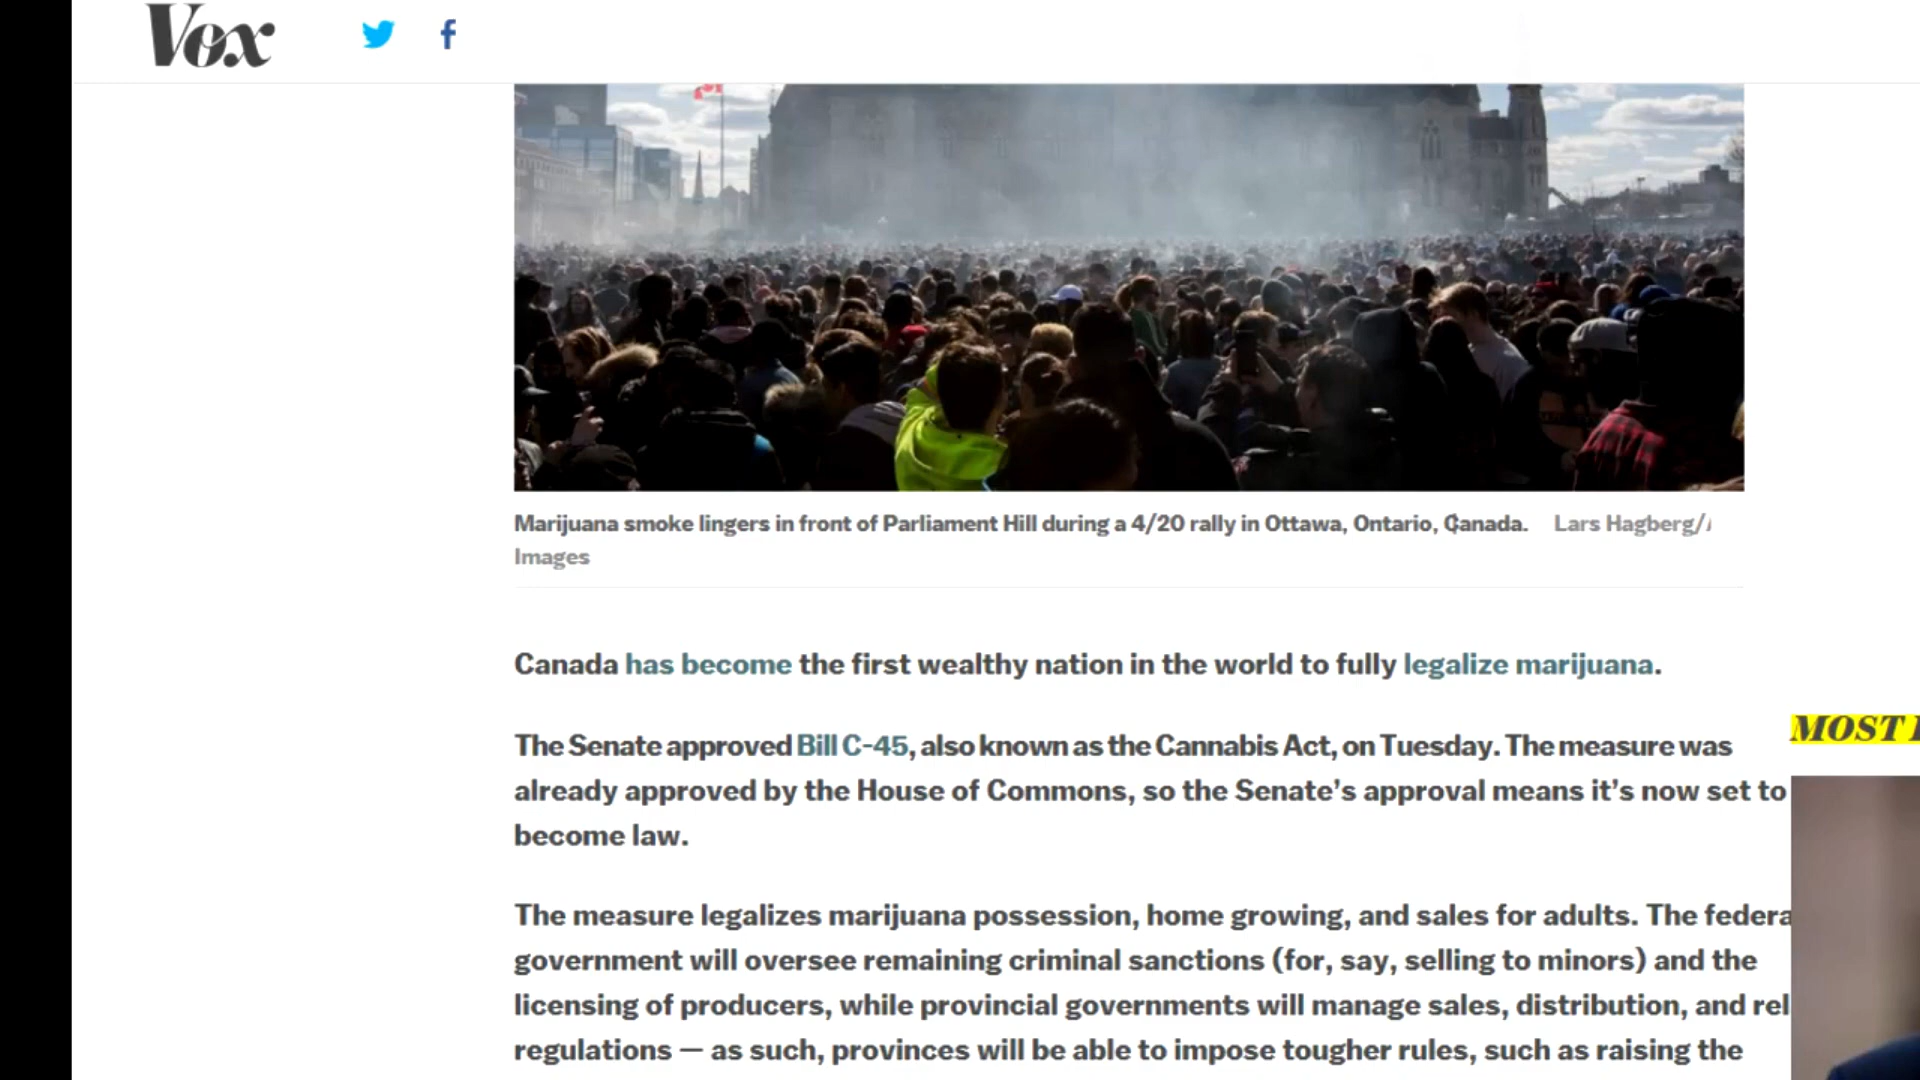 Vox
Marijuana smoke lingers in front of Parliament Hill during a 4/20 rally in Ottawa, Ontario, Canada. Lars Hagberg/
Images
Canada has become the first wealthy nation in the world to fully legalize marijuana.
The Senate approved Bill C-45, also known as the Cannabis Act, on Tuesday. The measure was
already approved by the House of Commons, so the Senate’s approval means it’s now set to
become law.
MOST
The measure legalizes marijuana possession, home growing, and sales for adults. The federa
government will oversee remaining criminal sanctions (for, say, selling to minors) and the
licensing of producers, while provincial governments will manage sales, distribution, and rel
regulations — as such, provinces will be able to impose tougher rules, such as raising the